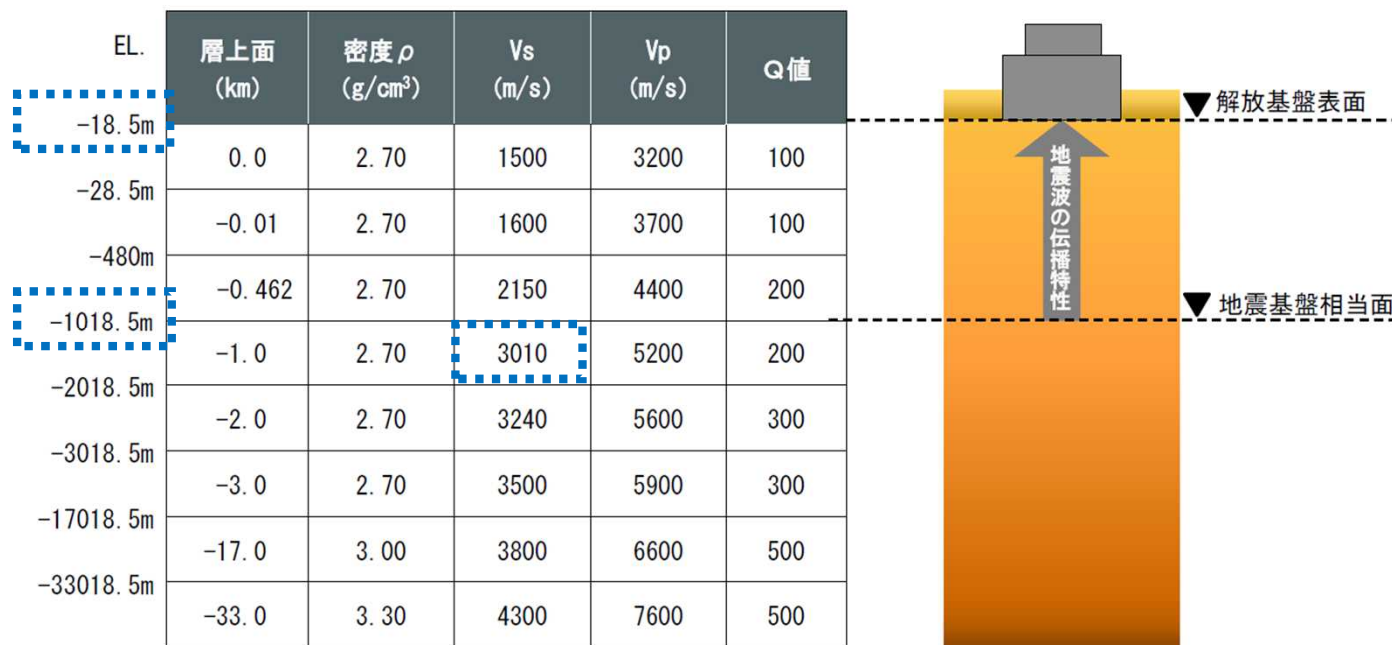 EL.
層上面 密度ρ Vs Vp Q値
(km) (g/cm³) (m/s) (m/s)
-18.5m
0.0 2.70 1500 3200 100
-28.5m
-0.01 2.70 1600 3700 100
-480m
-0.462 2.70 2150 4400 200
-1018.5m
-1.0 2.70 3010 5200 200
-2018.5m
-2.0 2.70 3240 5600 300
-3018.5m
-3.0 2.70 3500 5900 300
-17018.5m
-17.0 3.00 3800 6600 500
-33018.5m
-33.0 3.30 4300 7600 500
▼解放基盤表面
地震波の伝播特性
▼地震基盤相当面